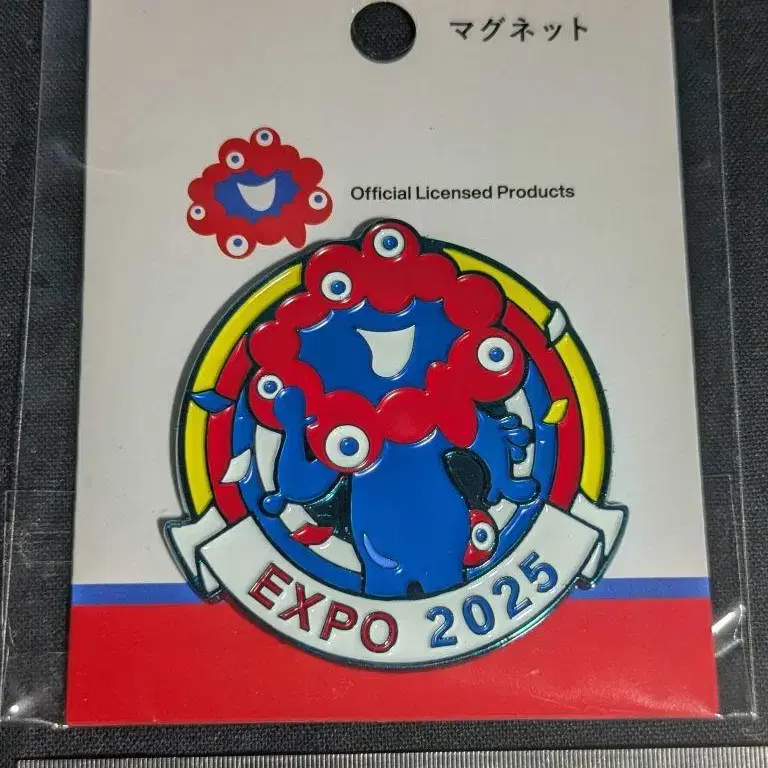 マグネット
Official Licensed Products
EXPO 2025